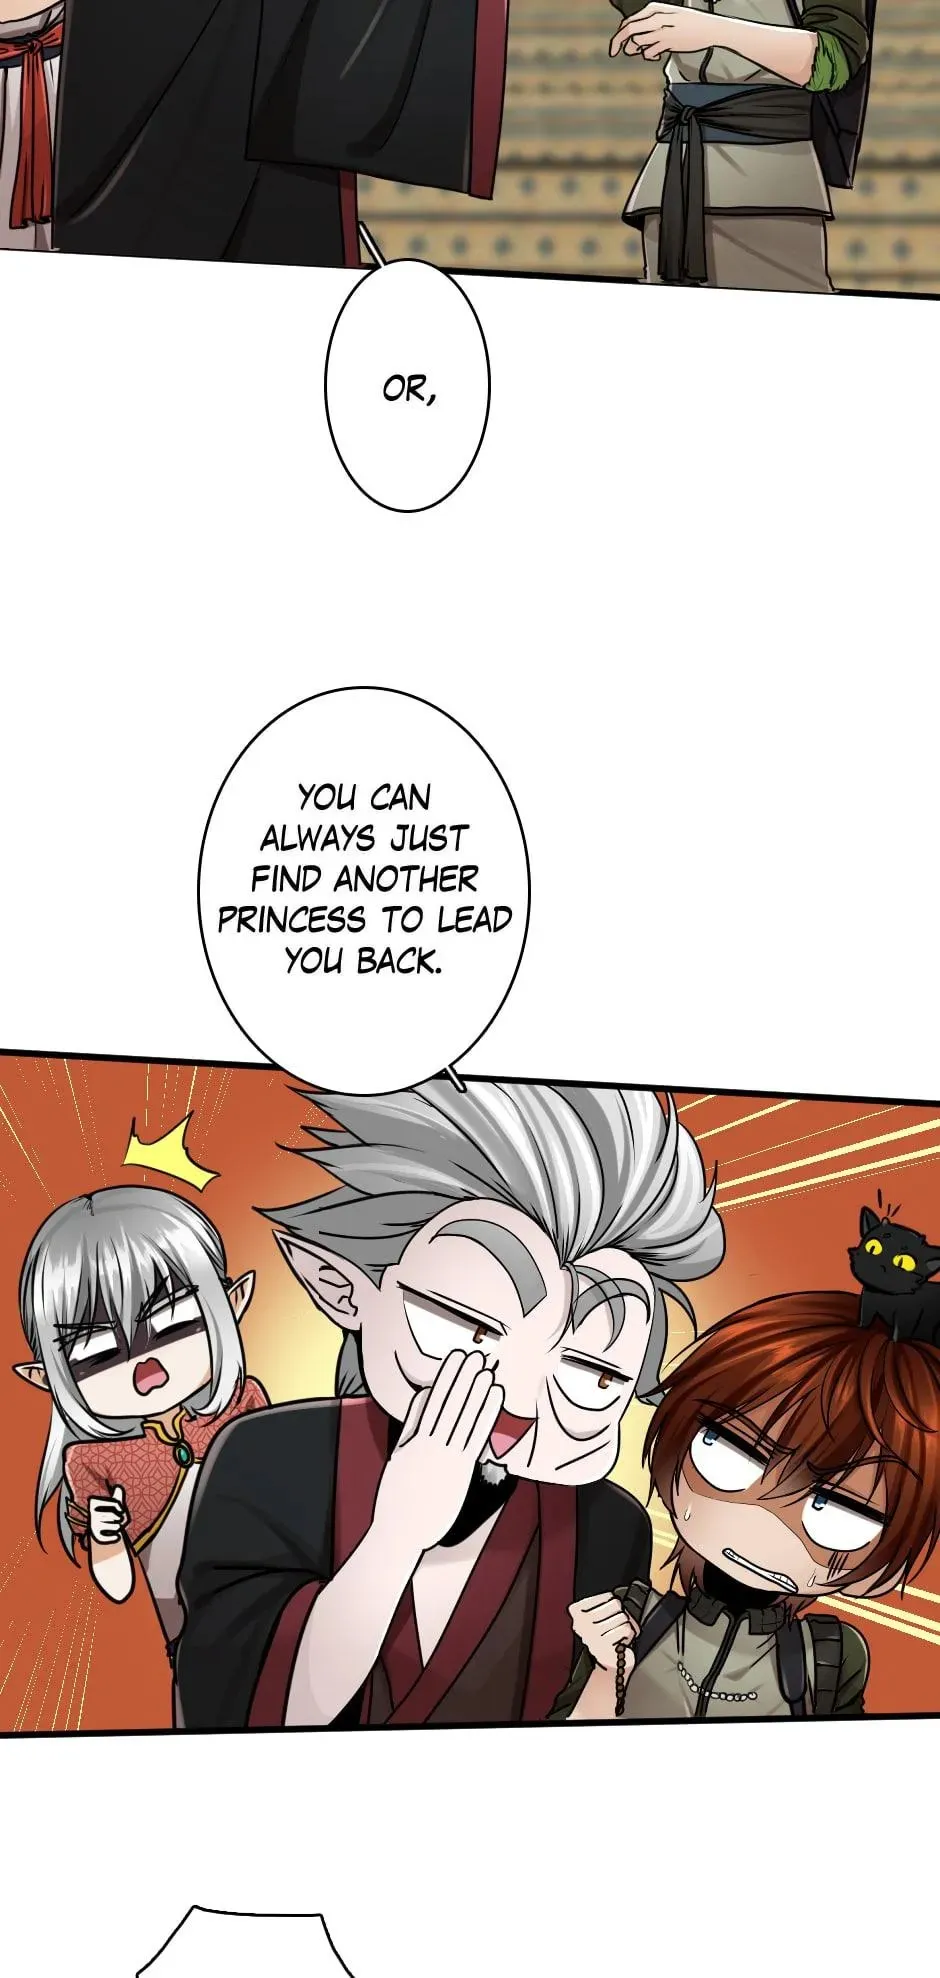 OR,
YOU CAN
ALWAYS JUST
FIND ANOTHER
PRINCESS TO LEAD
YOU BACK.